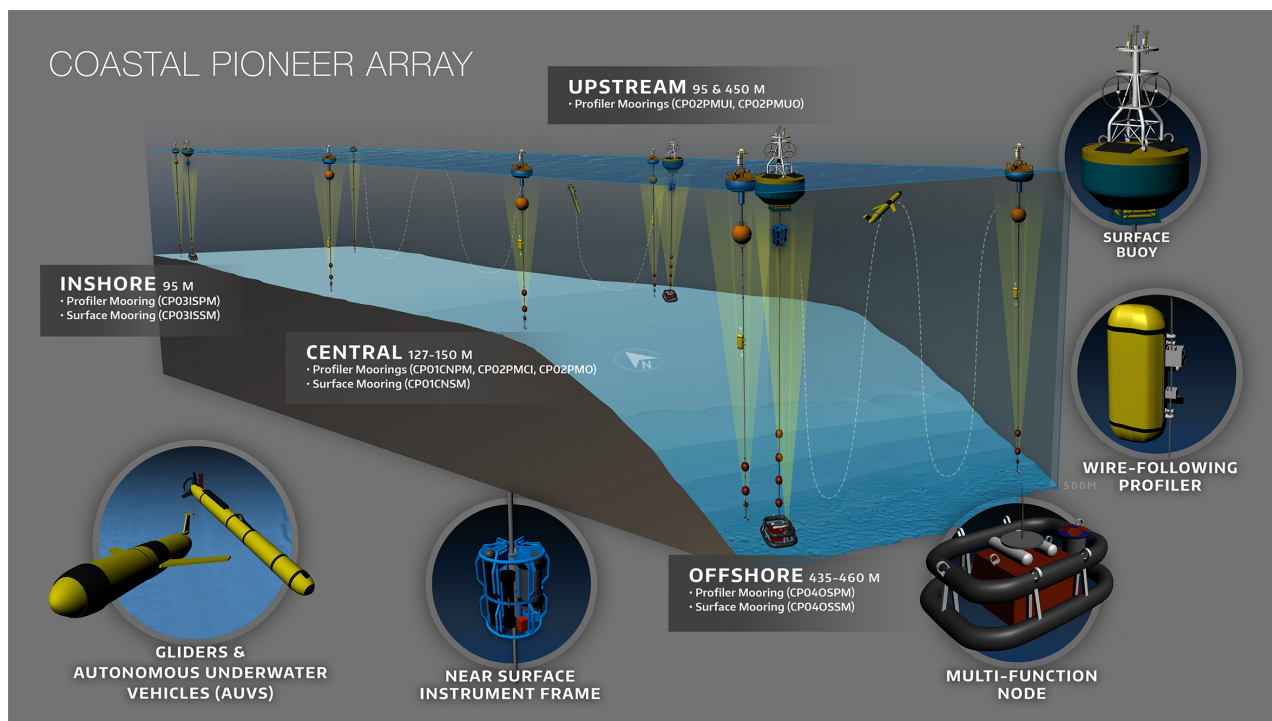 COASTAL PIONEER ARRAY
UPSTREAM 95 & 450 M
• Profiler Moorings (CP02PMUI, CP02PMUO)
SURFACE
BUOY
INSHORE 95 M
• Profiler Mooring (CP03ISPM)
• Surface Mooring (CP03ISSM)
CENTRAL 127-150 M
• Profiler Moorings (CP01CNPM, CP02PMCI, CP02PMO)
• Surface Mooring (CP01CNSM)
N
WIRE-FOLLOWING
PROFILER
500M
OFFSHORE 435-460 M
• Profiler Mooring (CP04OSPM)
• Surface Mooring (CP04OSSM)
GLIDERS &
AUTONOMOUS UNDERWATER
VEHICLES (AUVS)
NEAR SURFACE
INSTRUMENT FRAME
MULTI-FUNCTION
NODE